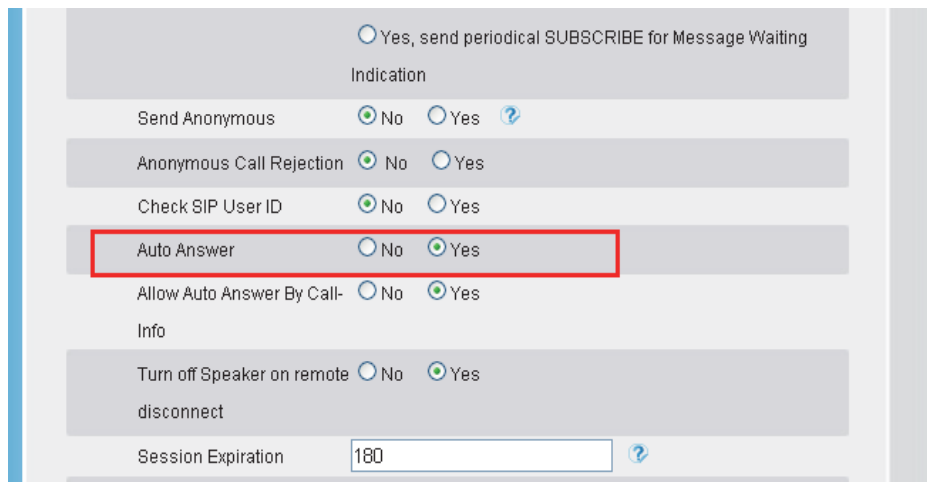 Yes, send periodical SUBSCRIBE for Message Waiting
Indication
Send Anonymous No Yes
Anonymous Call Rejection No Yes
Check SIP User ID No Yes
Auto Answer No Yes
Allow Auto Answer By Call- No Yes
Info
Turn off Speaker on remote No Yes
disconnect
Session Expiration 180